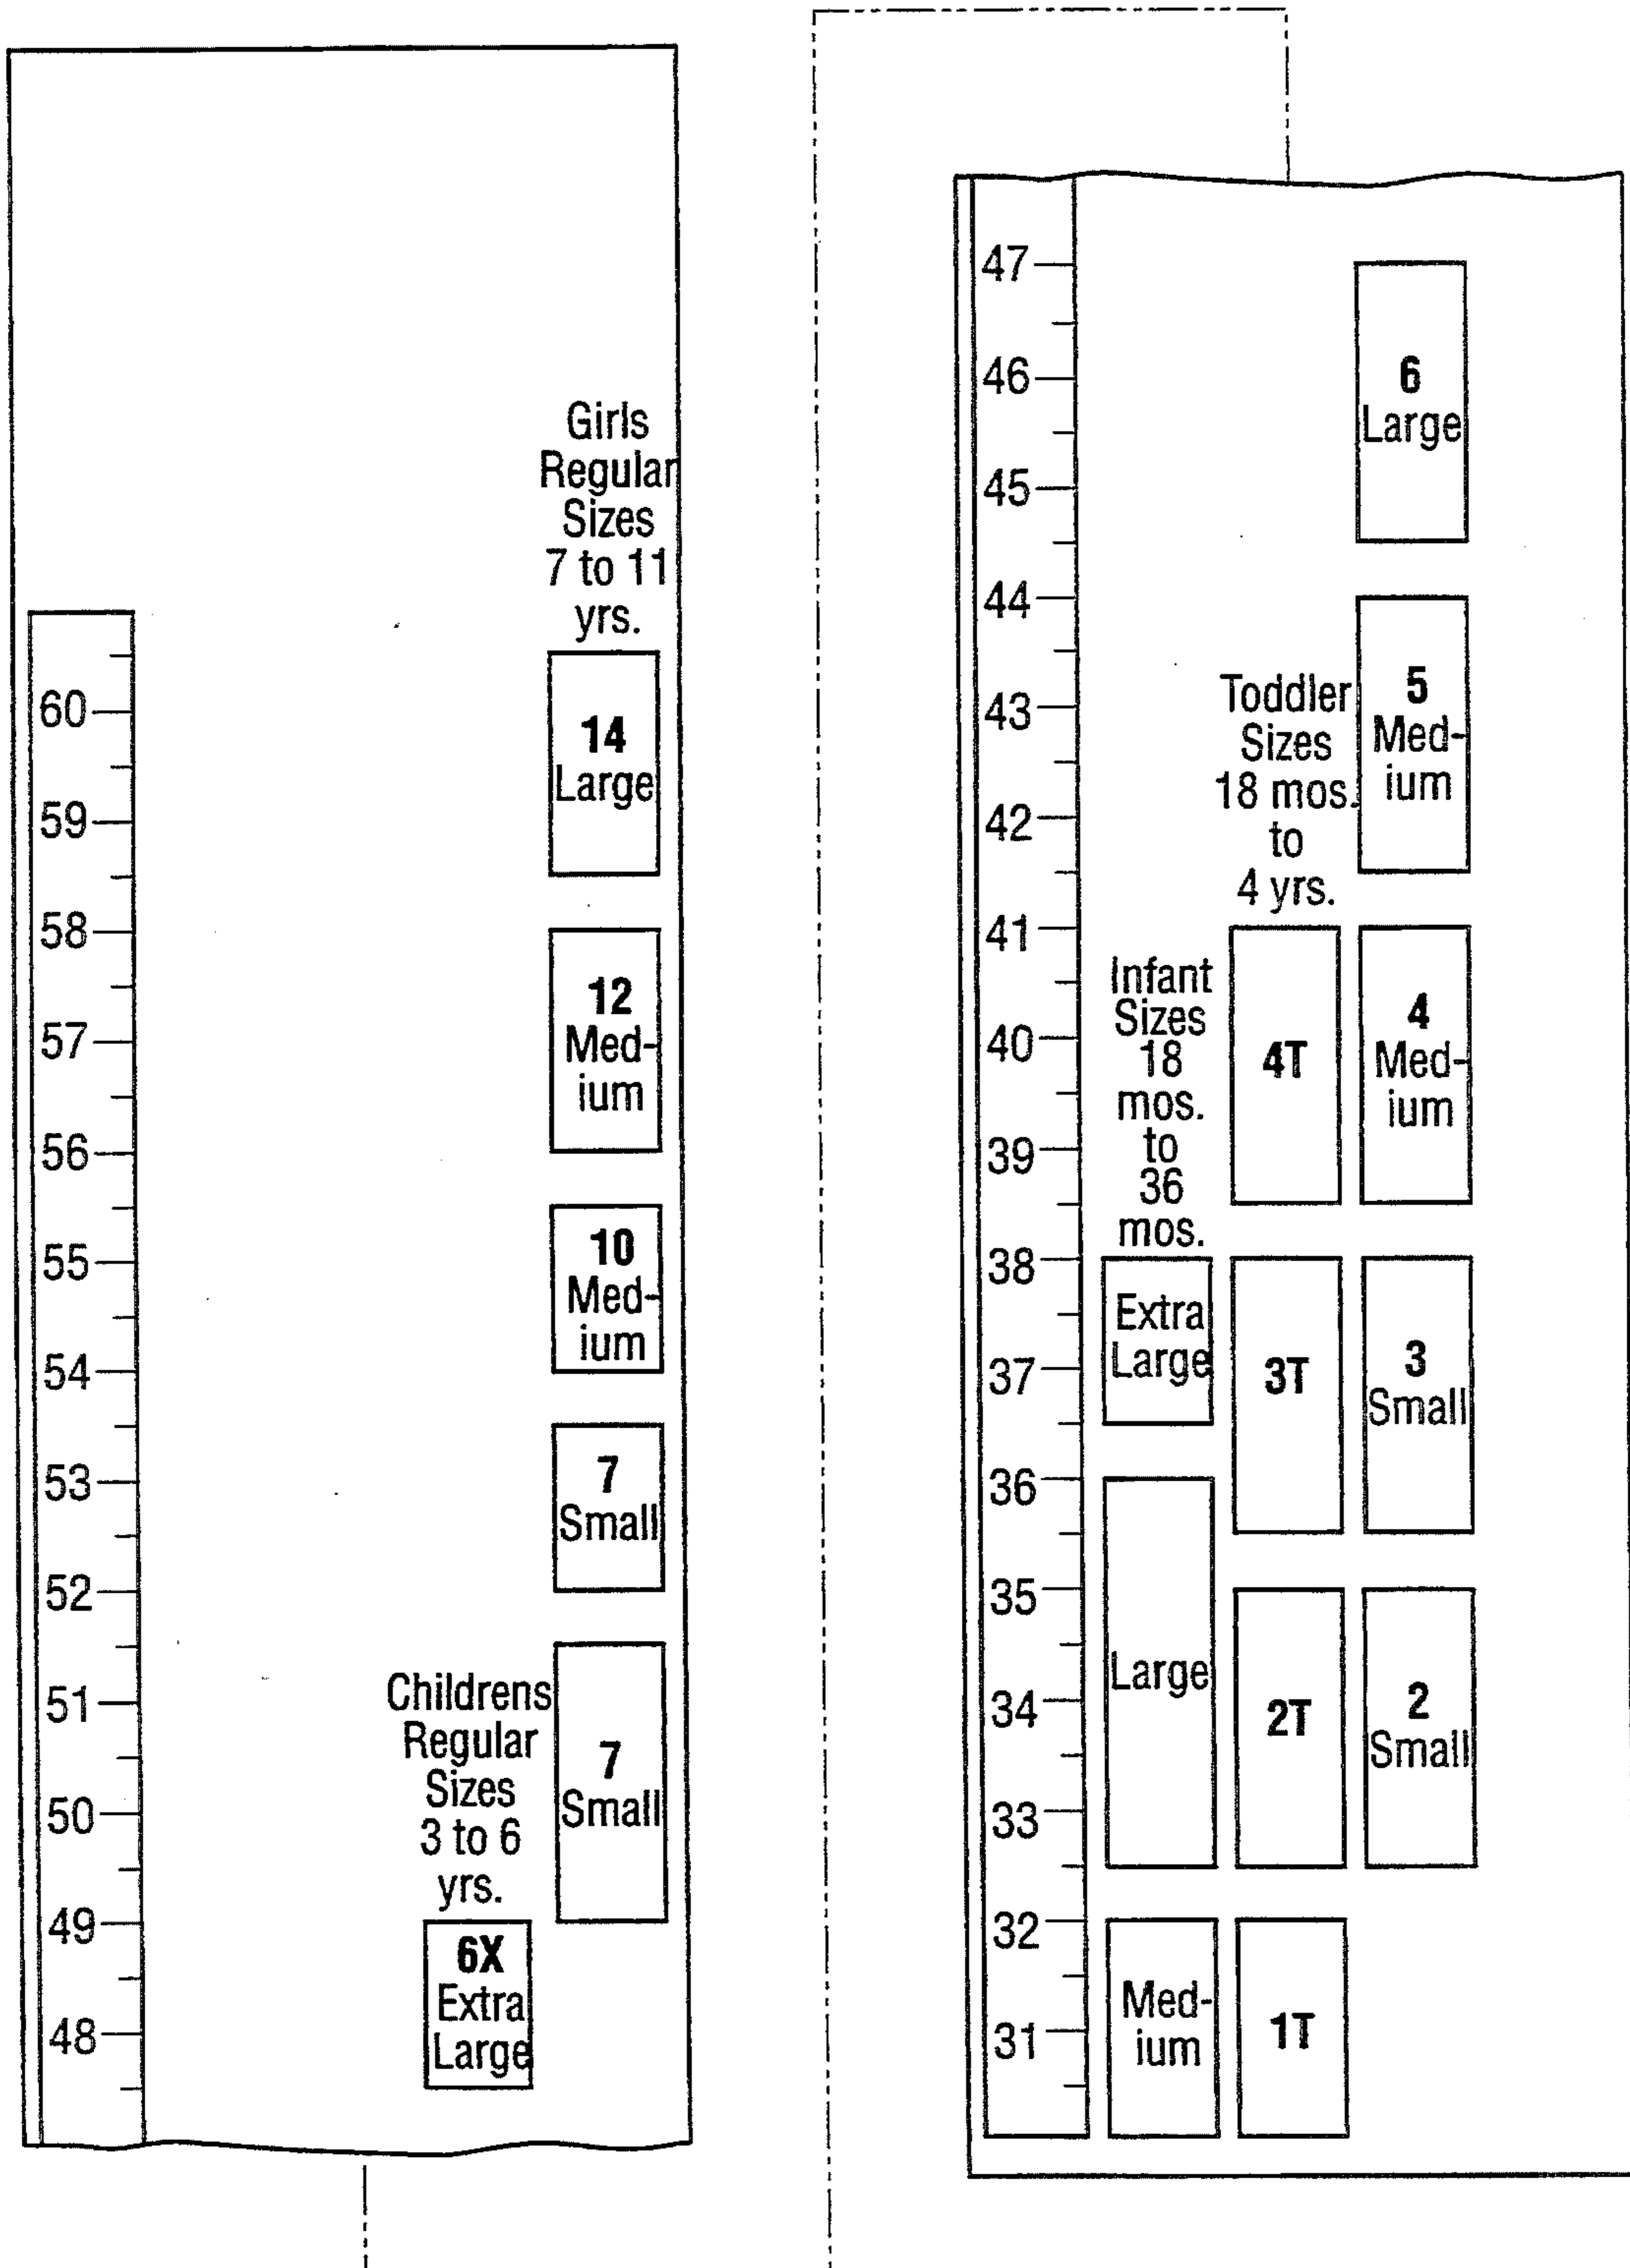 Girls
Regular
Sizes
7 to 11
yrs.
60
14
Large
59
58
12
Med-
ium
57
56
55
10
Med-
ium
54
53
7
Small
52
51
Childrens
Regular
Sizes
3 to 6
yrs.
7
Small
50
49
6X
Extra
Large
48
47
46
6
Large
45
44
43
5
Med-
ium
Toddler
Sizes
18 mos.
to
4 yrs.
42
41
Infant
Sizes
18
mos.
to
36
mos.
40
4T
4
Med-
ium
39
38
Extra
Large
37
3T
3
Small
36
35
Large
34
2T
2
Small
33
32
Med-
ium
31
1T